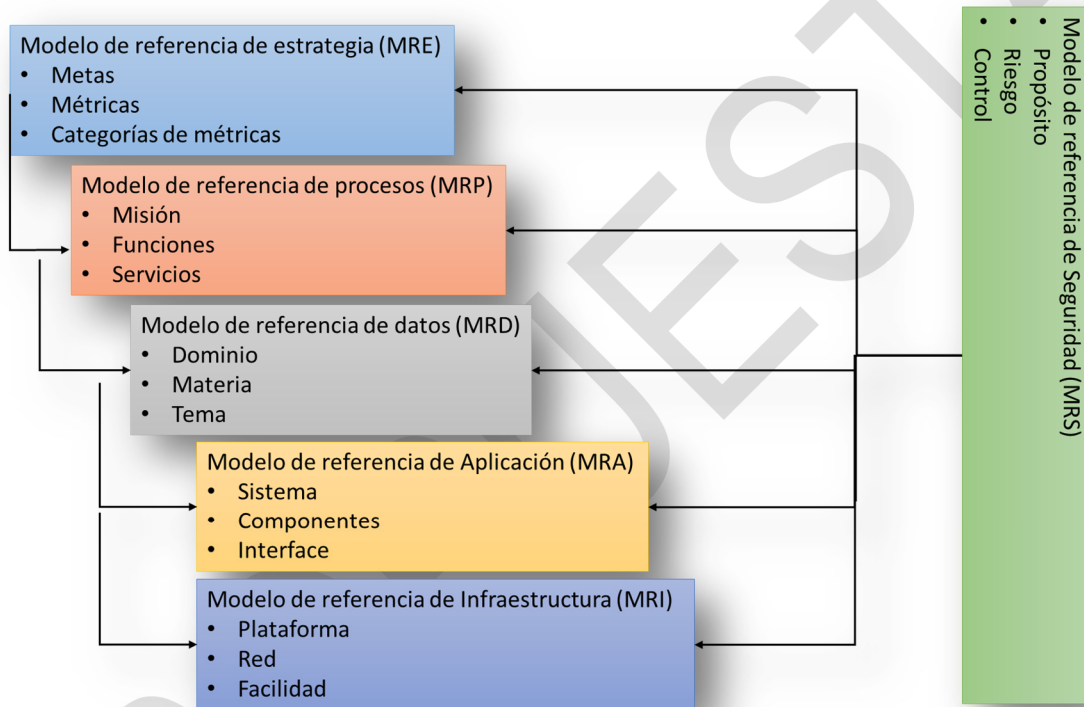 Modelo de referencia de estrategia (MRE)
• Metas
• Métricas
• Categorías de métricas
Modelo de referencia de procesos (MRP)
• Misión
• Funciones
• Servicios
Modelo de referencia de datos (MRD)
• Dominio
• Materia
• Tema
Modelo de referencia de Aplicación (MRA)
• Sistema
• Componentes
• Interface
Modelo de referencia de Infraestructura (MRI)
• Plataforma
• Red
• Facilidad
Modelo de referencia de Seguridad (MRS)
• Propósito
• Riesgo
• Control